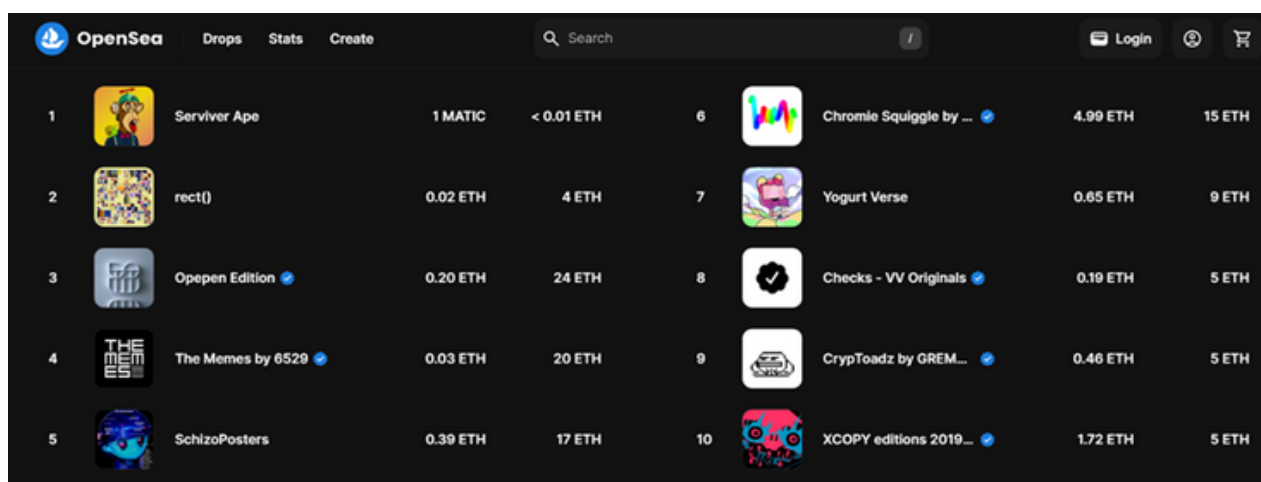 OpenSea Drops Stats Create Search / Login
1 Serviver Ape 1 MATIC < 0.01 ETH
2 rect() 0.02 ETH 4 ETH
3 Opepen Edition 0.20 ETH 24 ETH
4 THE MEMES The Memes by 6529 0.03 ETH 20 ETH
5 SchizoPosters 0.39 ETH 17 ETH
6 Chromie Squiggle by ... 4.99 ETH 15 ETH
7 Yogurt Verse 0.65 ETH 9 ETH
8 Checks - VV Originals 0.19 ETH 5 ETH
9 CrypToadz by GREM... 0.46 ETH 5 ETH
10 XCOPY editions 2019... 1.72 ETH 5 ETH